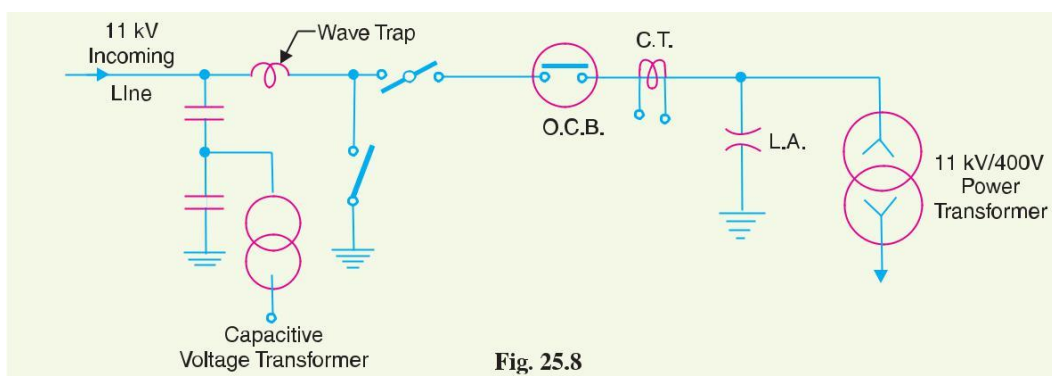 11 kV
Incoming
LIne
Wave Trap
C.T.
O.C.B.
L.A.
11 kV/400V
Power
Transformer
Capacitive
Voltage Transformer
Fig. 25.8